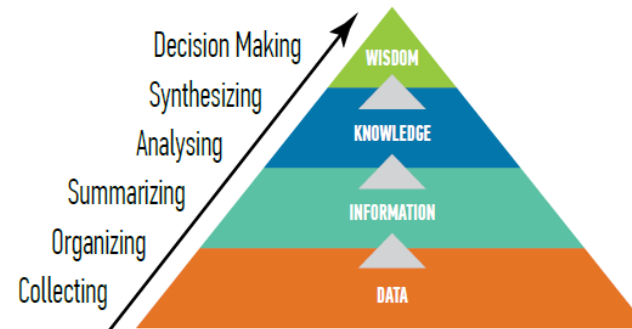 Decision Making
Synthesizing
Analysing
Summarizing
Organizing
Collecting
WISDOM
KNOWLEDGE
INFORMATION
DATA